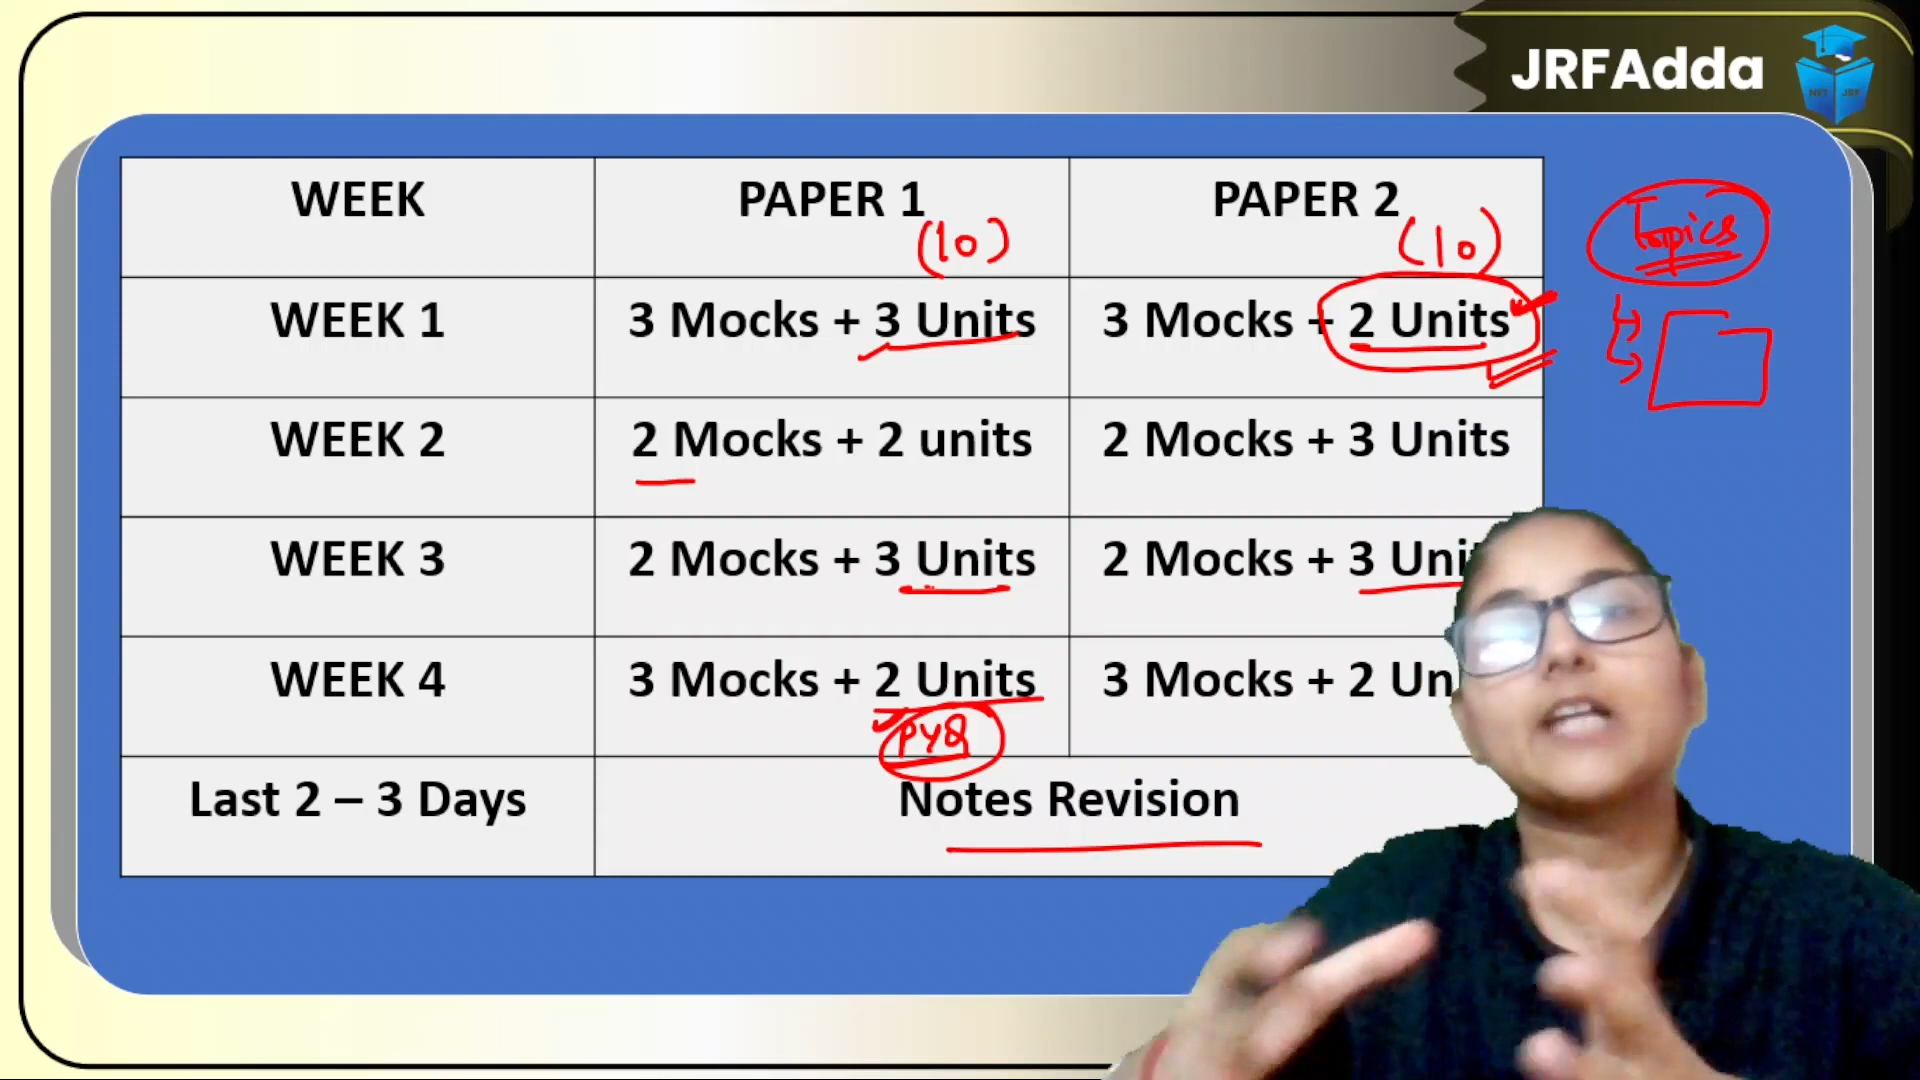 JRFAdda
NET JRF
WEEK PAPER 1 PAPER 2
(10) (10)
Topics
WEEK 1 3 Mocks + 3 Units 3 Mocks + 2 Units
WEEK 2 2 Mocks + 2 units 2 Mocks + 3 Units
WEEK 3 2 Mocks + 3 Units 2 Mocks + 3 Uni
WEEK 4 3 Mocks + 2 Units 3 Mocks + 2 Un
PYQ
Last 2 – 3 Days Notes Revision